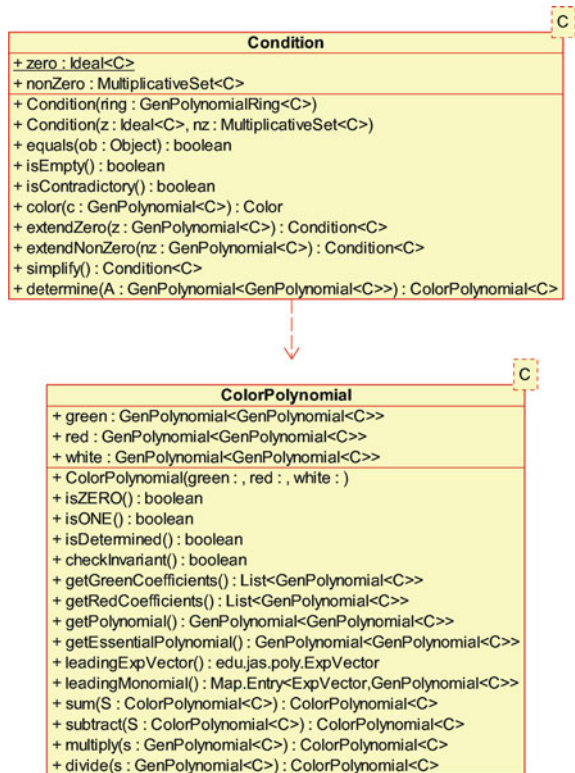 C
Condition
+ zero : Ideal<C>
+ nonZero : MultiplicativeSet<C>
+ Condition(ring : GenPolynomialRing<C>)
+ Condition(z : Ideal<C>, nz : MultiplicativeSet<C>)
+ equals(ob : Object) : boolean
+ isEmpty() : boolean
+ isContradictory() : boolean
+ color(c : GenPolynomial<C>) : Color
+ extendZero(z : GenPolynomial<C>) : Condition<C>
+ extendNonZero(nz : GenPolynomial<C>) : Condition<C>
+ simplify() : Condition<C>
+ determine(A : GenPolynomial<GenPolynomial<C>>) : ColorPolynomial<C>
C
ColorPolynomial
+ green : GenPolynomial<GenPolynomial<C>>
+ red : GenPolynomial<GenPolynomial<C>>
+ white : GenPolynomial<GenPolynomial<C>>
+ ColorPolynomial(green : , red : , white : )
+ isZERO() : boolean
+ isONE() : boolean
+ isDetermined() : boolean
+ checkInvariant() : boolean
+ getGreenCoefficients() : List<GenPolynomial<C>>
+ getRedCoefficients() : List<GenPolynomial<C>>
+ getPolynomial() : GenPolynomial<GenPolynomial<C>>
+ getEssentialPolynomial() : GenPolynomial<GenPolynomial<C>>
+ leadingExpVector() : edu.jas.poly.ExpVector
+ leadingMonomial() : Map.Entry<ExpVector,GenPolynomial<C>>
+ sum(S : ColorPolynomial<C>) : ColorPolynomial<C>
+ subtract(S : ColorPolynomial<C>) : ColorPolynomial<C>
+ multiply(s : GenPolynomial<C>) : ColorPolynomial<C>
+ divide(s : GenPolynomial<C>) : ColorPolynomial<C>